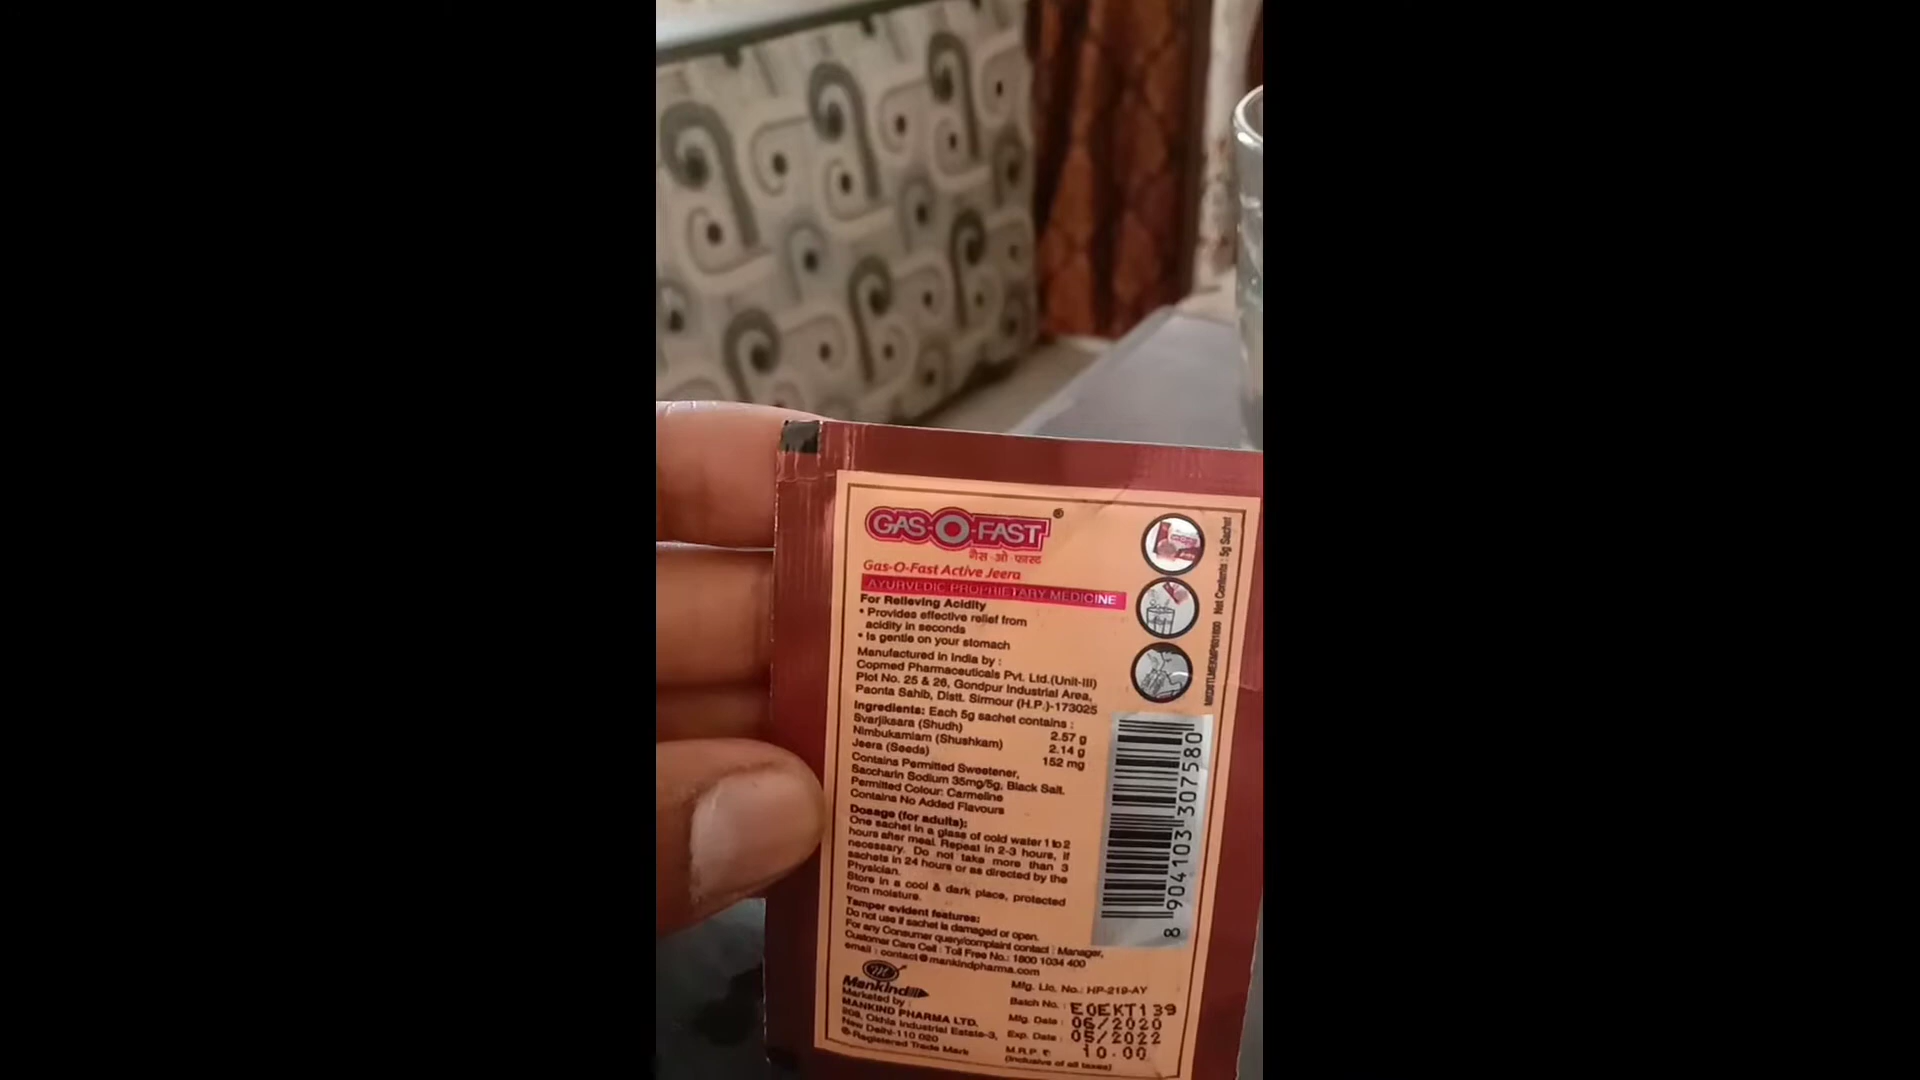 GAS-O-FAST®
गैस ओ फास्ट
Gas-O-Fast Active Jeera
AYURVEDIC PROPRIETARY MEDICINE
For Relieving Acidity
• Provides effective relief from
acidity in seconds
• Is gentle on your stomach
Manufactured in India by :
Copmed Pharmaceuticals Pvt. Ltd.(Unit-III)
Plot No. 25 & 26, Gondpur Industrial Area,
Paonta Sahib, Distt. Sirmour (H.P.)-173025
Ingredients: Each 5g sachet contains :
Svarjiksara (Shudh) 2.57 g
Nimbukamlam (Shushkam) 2.14 g
Jeera (Seeds) 152 mg
Contains Permitted Sweetener,
Saccharin Sodium 35mg/5g, Black Salt.
Permitted Colour: Carmeline
Contains No Added Flavours
Dosage (for adults):
One sachet in a glass of cold water 1 to 2
hours after meal. Repeat in 2-3 hours, if
necessary. Do not take more than 3
sachets in 24 hours or as directed by the
Physician.
Store in a cool & dark place, protected
from moisture.
Tamper evident features:
Do not use if sachet is damaged or open.
For any Consumer query/complaint contact : Manager,
Customer Care Cell : Toll Free No.: 1800 1034 400
email : contact@mankindpharma.com
Mankind
Marketed by :
MANKIND PHARMA LTD.
208, Okhla Industrial Estate-3,
New Delhi-110 020
®-Registered Trade Mark
Mfg. Lic. No.: HP-219-AY
Batch No. : EOEKT139
Mfg. Date : 06/2020
Exp. Date : 05/2022
M.R.P. ₹ 10.00
(Inclusive of all taxes)
Net Contents : 5g Sachet
8 904103 307580